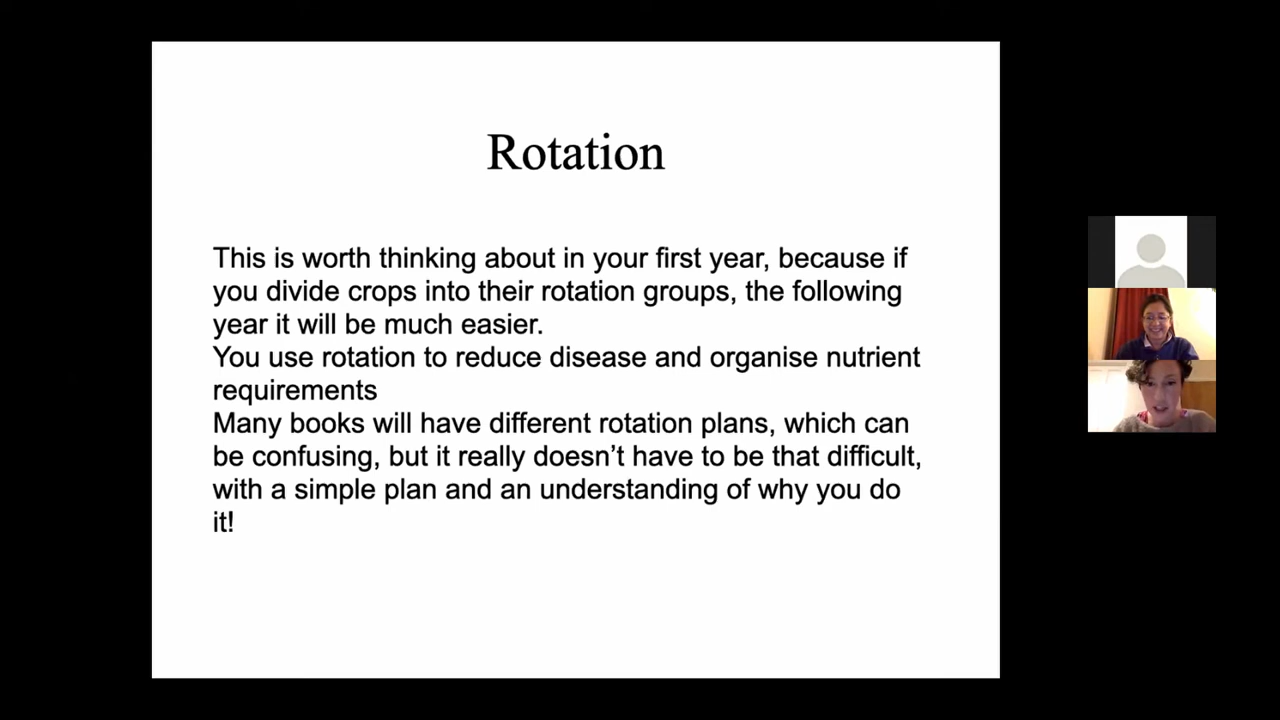 Rotation
This is worth thinking about in your first year, because if
you divide crops into their rotation groups, the following
year it will be much easier.
You use rotation to reduce disease and organise nutrient
requirements
Many books will have different rotation plans, which can
be confusing, but it really doesn’t have to be that difficult,
with a simple plan and an understanding of why you do
it!